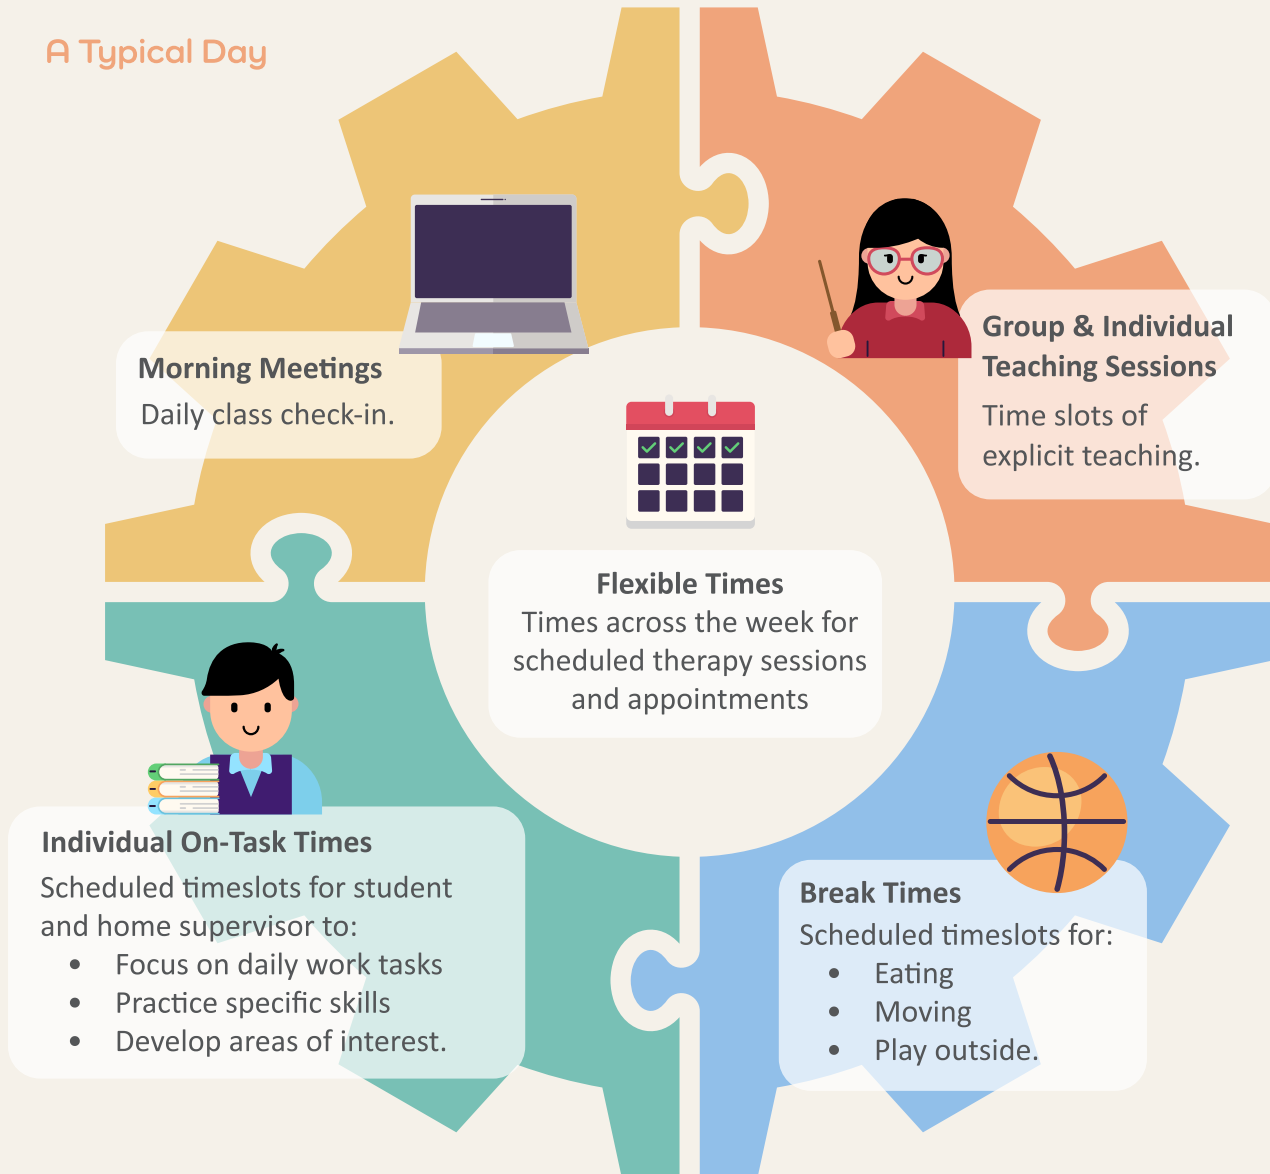 A Typical Day
Morning Meetings
Daily class check-in.
Group & Individual
Teaching Sessions
Time slots of
explicit teaching.
Flexible Times
Times across the week for
scheduled therapy sessions
and appointments
Individual On-Task Times
Scheduled timeslots for student
and home supervisor to:
• Focus on daily work tasks
• Practice specific skills
• Develop areas of interest.
Break Times
Scheduled timeslots for:
• Eating
• Moving
• Play outside.